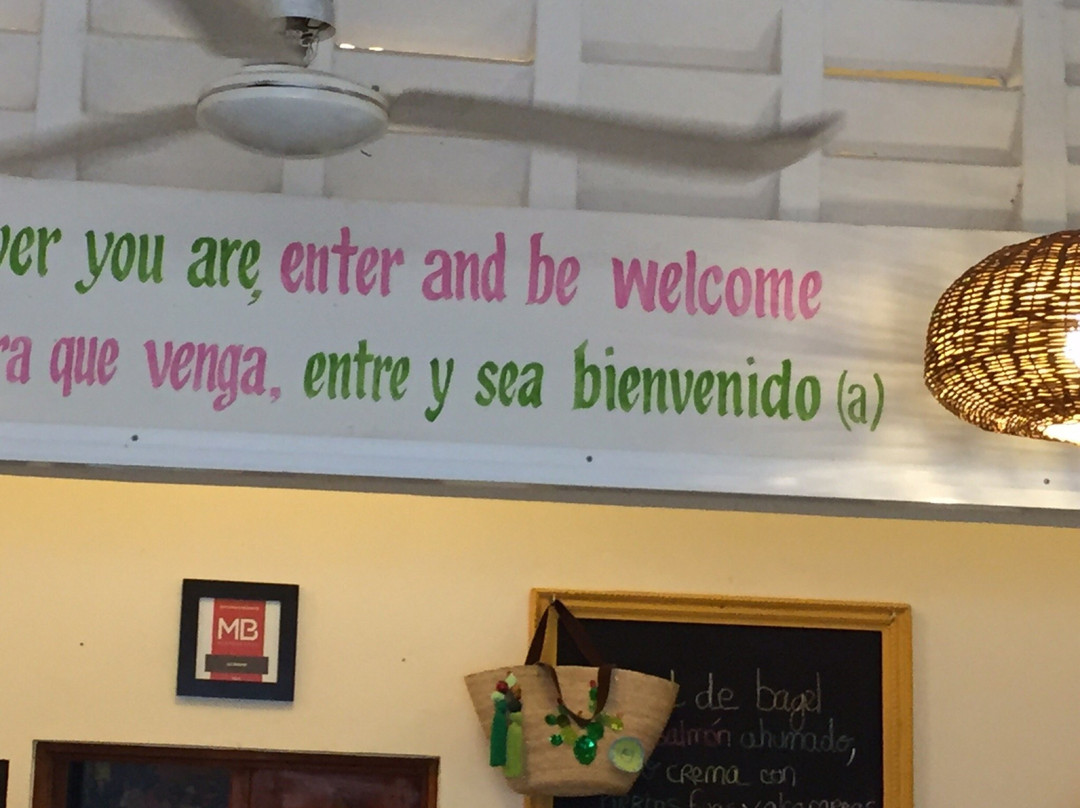 ver you are, enter and be welcome
ra que venga, entre y sea bienvenido (a)
MB
de bagel
salmón ahumado,
crema con